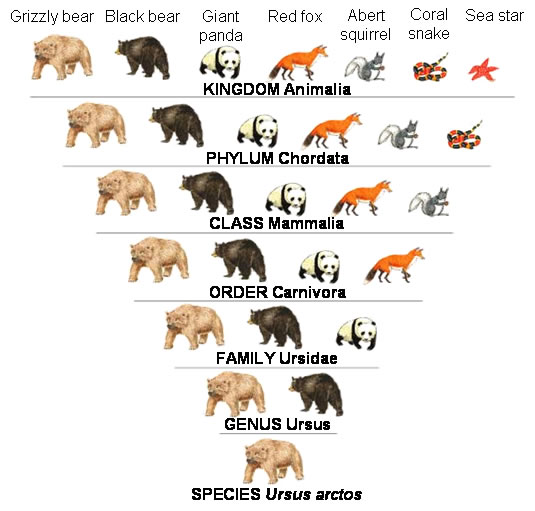 Grizzly bear Black bear Giant panda Red fox Abert squirrel Coral snake Sea star
KINGDOM Animalia
PHYLUM Chordata
CLASS Mammalia
ORDER Carnivora
FAMILY Ursidae
GENUS Ursus
SPECIES Ursus arctos